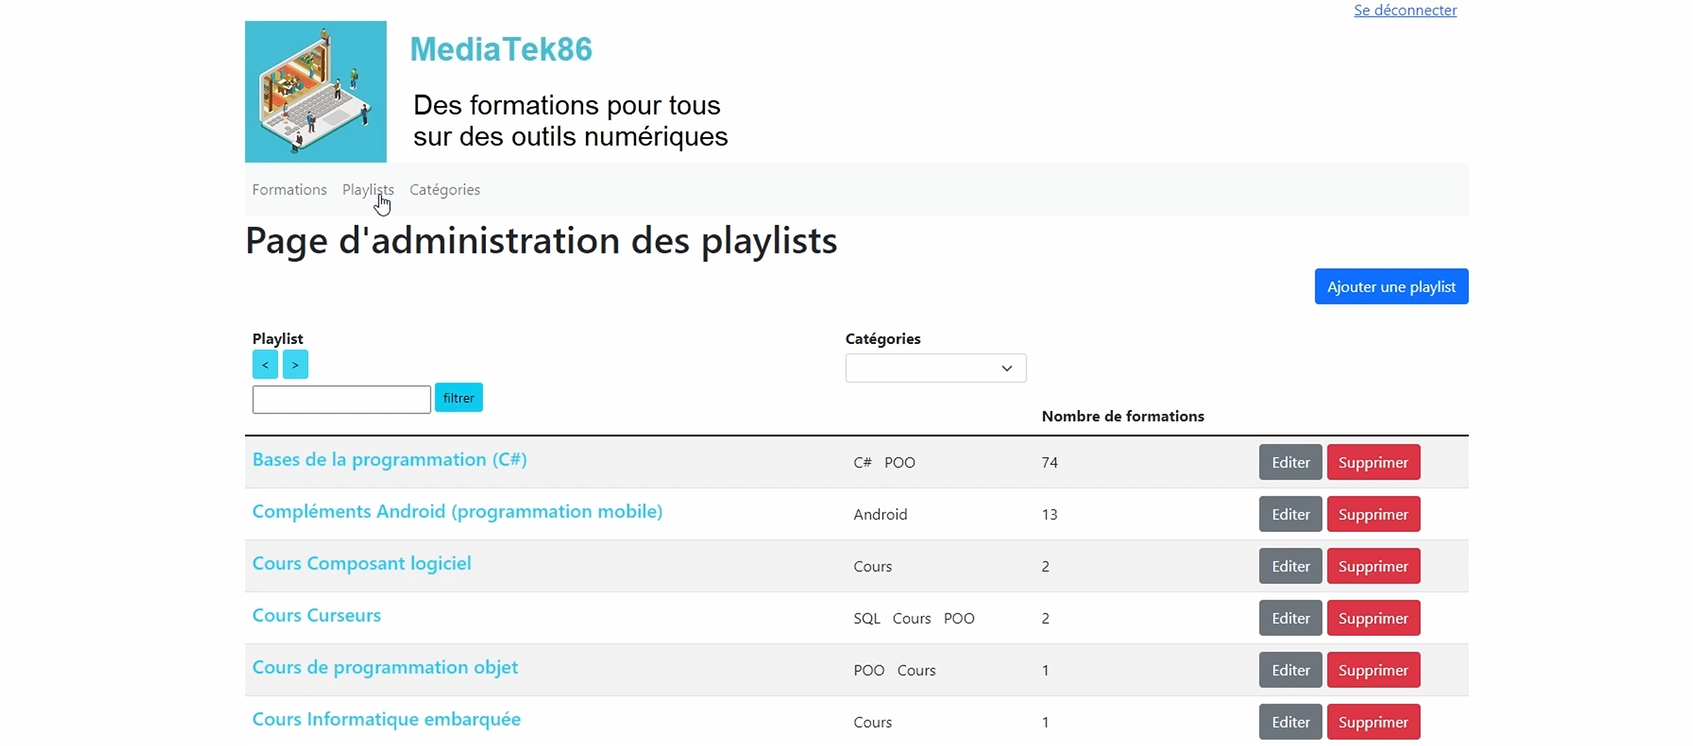 Se déconnecter
MediaTek86
Des formations pour tous
sur des outils numériques
Formations Playlists Catégories
Page d'administration des playlists
Ajouter une playlist
Playlist Catégories
< >
filtrer
Nombre de formations
Bases de la programmation (C#) C# POO 74 Editer Supprimer
Compléments Android (programmation mobile) Android 13 Editer Supprimer
Cours Composant logiciel Cours 2 Editer Supprimer
Cours Curseurs SQL Cours POO 2 Editer Supprimer
Cours de programmation objet POO Cours 1 Editer Supprimer
Cours Informatique embarquée Cours 1 Editer Supprimer